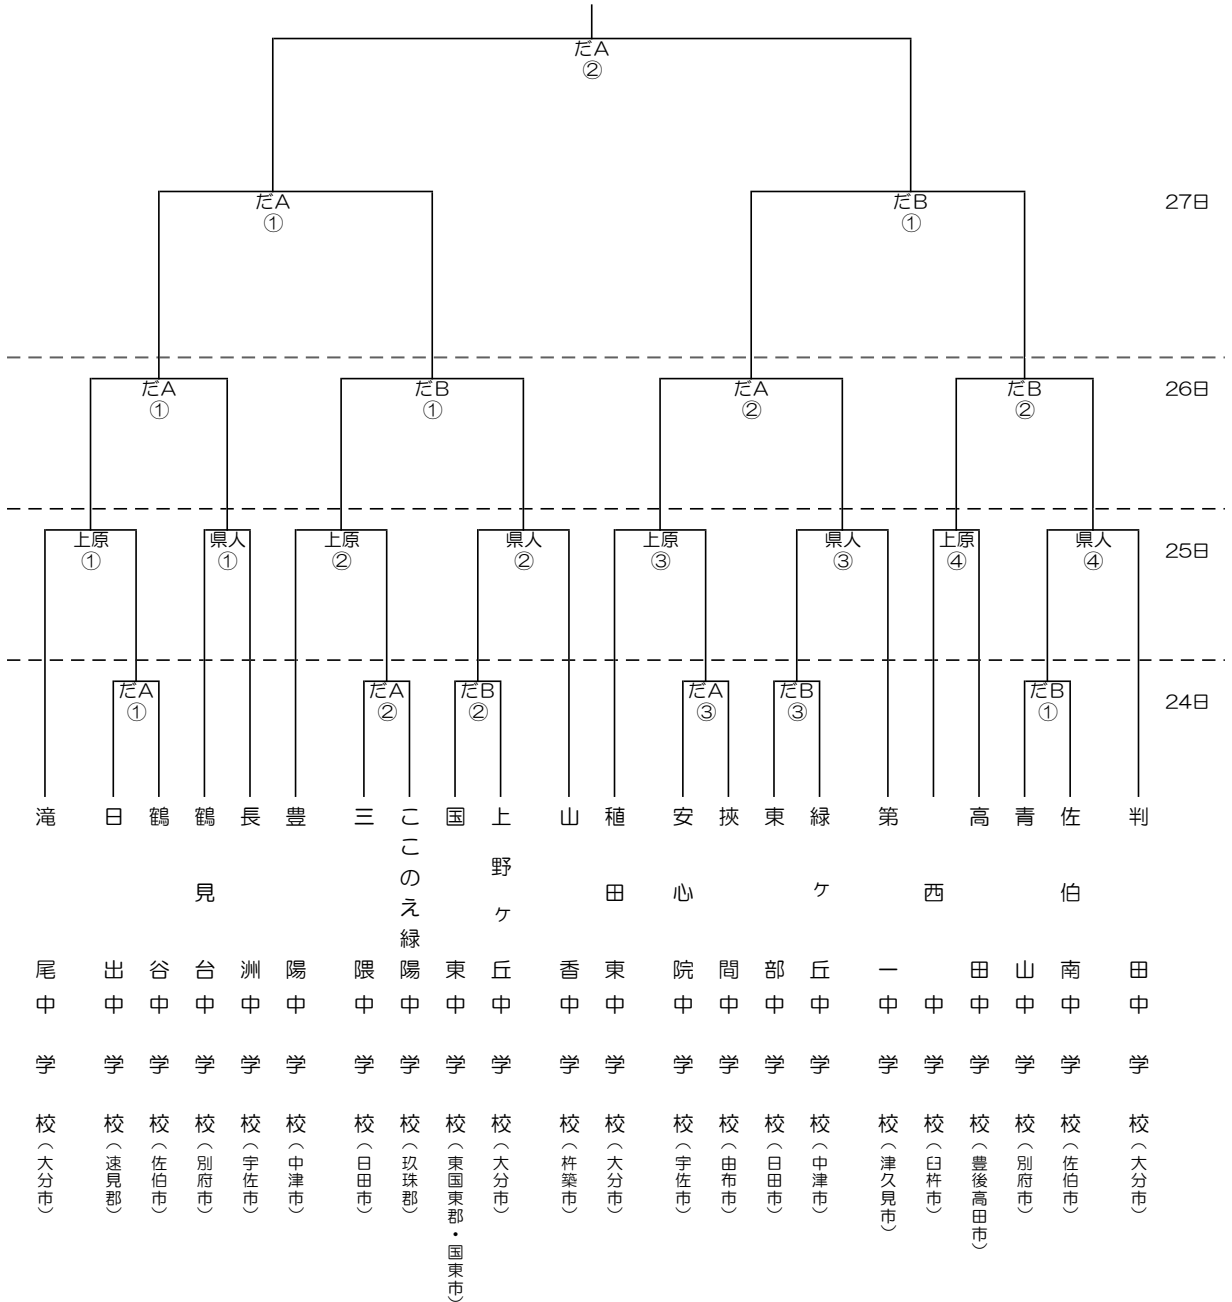 だA
②
だA
①
だB
①
27日
だA
①
だB
①
だA
②
だB
②
26日
上原
①
県人
①
上原
②
県人
②
上原
③
県人
③
上原
④
県人
④
25日
だA
①
だA
②
だB
②
だA
③
だB
③
だB
①
24日
滝尾中学校(大分市)
日出中学校(速見郡)
鶴谷中学校(佐伯市)
鶴見台中学校(別府市)
長洲中学校(宇佐市)
豊陽中学校(中津市)
三隈中学校(日田市)
ここのえ緑陽中学校(玖珠郡)
国東中学校(東国東郡・国東市)
上野ヶ丘中学校(大分市)
山香中学校(杵築市)
稙田東中学校(大分市)
安心院中学校(宇佐市)
挾間中学校(由布市)
東部中学校(日田市)
緑ヶ丘中学校(中津市)
第一中学校(津久見市)
西中学校(臼杵市)
高田中学校(豊後高田市)
青山中学校(別府市)
佐伯南中学校(佐伯市)
判田中学校(大分市)